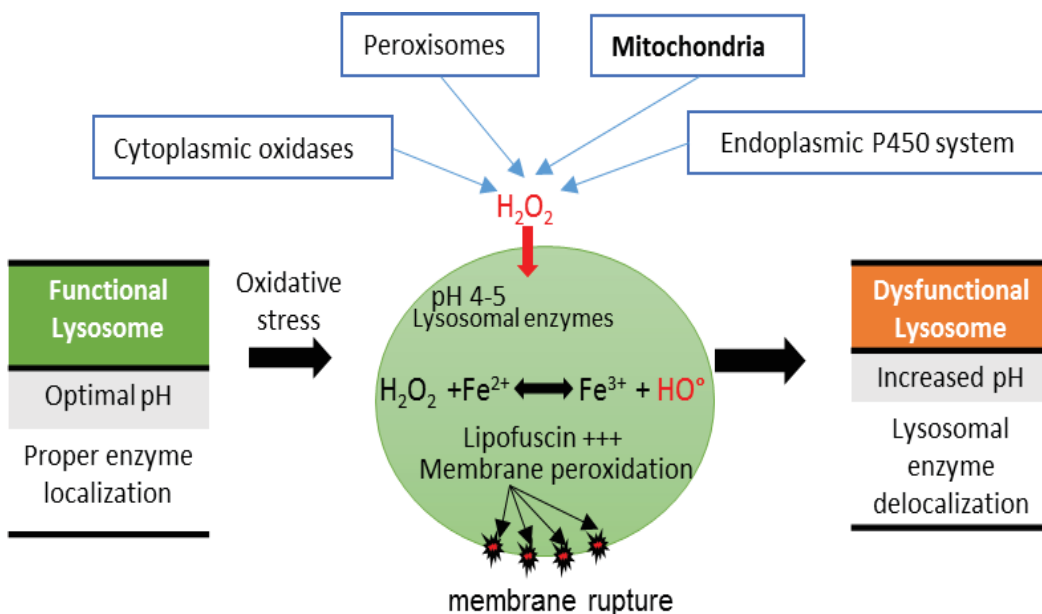 Peroxisomes
Mitochondria
Cytoplasmic oxidases
Endoplasmic P450 system
H₂O₂
Functional
Lysosome
Optimal pH
Proper enzyme
localization
Oxidative
stress
pH 4-5
Lysosomal enzymes
H₂O₂ +Fe²⁺ Fe³⁺ + HO°
Lipofuscin +++
Membrane peroxidation
membrane rupture
Dysfunctional
Lysosome
Increased pH
Lysosomal
enzyme
delocalization